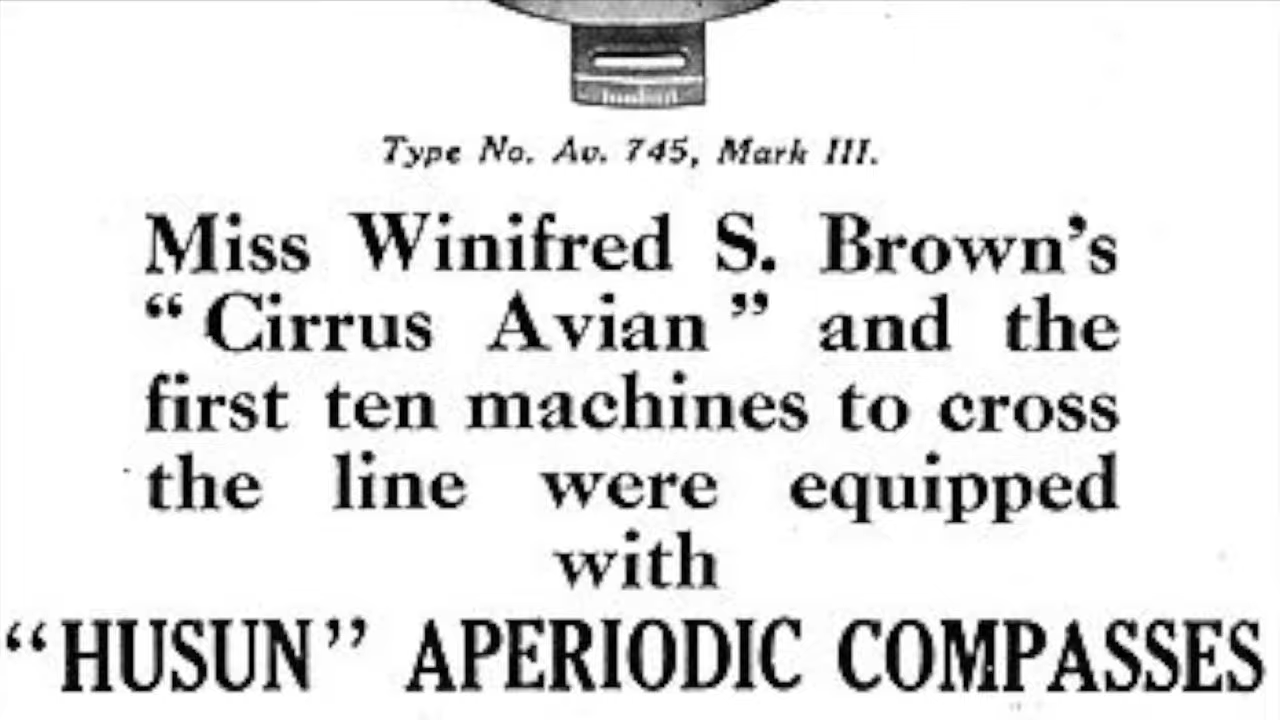 Type No. Av. 745, Mark III.
Miss Winifred S. Brown’s
“Cirrus Avian” and the
first ten machines to cross
the line were equipped
with
“HUSUN” APERIODIC COMPASSES